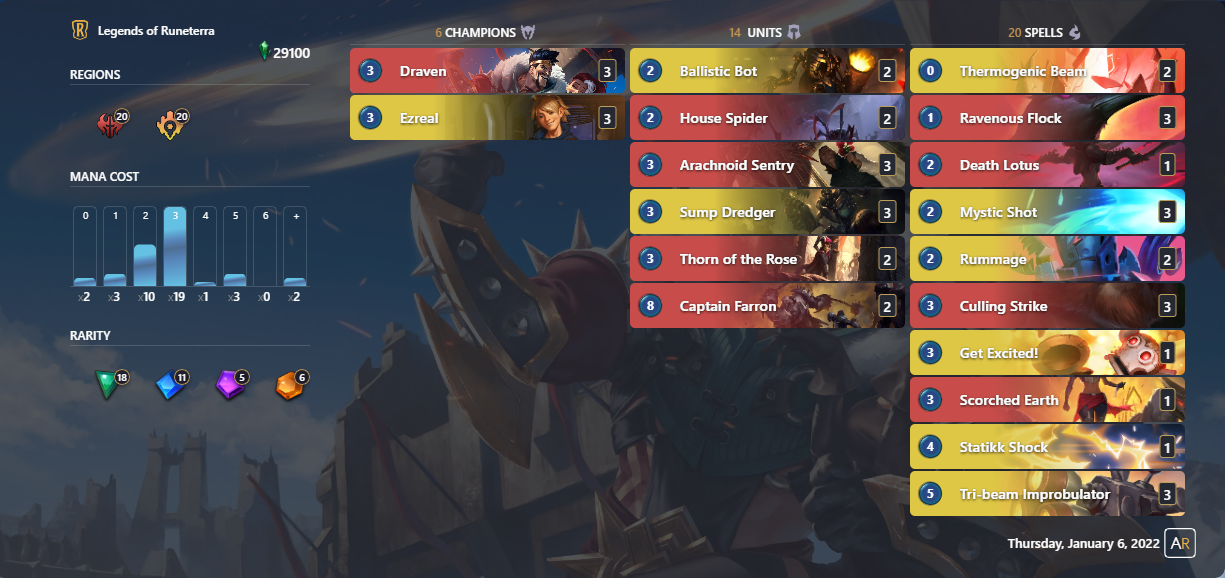 Legends of Runeterra
29100
REGIONS
20 20
MANA COST
0 1 2 3 4 5 6 +
x2 x3 x10 x19 x1 x3 x0 x2
RARITY
18 11 5 6
6 CHAMPIONS
3 Draven 3
3 Ezreal 3
14 UNITS
2 Ballistic Bot 2
2 House Spider 2
3 Arachnoid Sentry 3
3 Sump Dredger 3
3 Thorn of the Rose 2
8 Captain Farron 2
20 SPELLS
0 Thermogenic Beam 2
1 Ravenous Flock 3
2 Death Lotus 1
2 Mystic Shot 3
2 Rummage 2
3 Culling Strike 3
3 Get Excited! 1
3 Scorched Earth 1
4 Statikk Shock 1
5 Tri-beam Improbulator 3
Thursday, January 6, 2022 AR